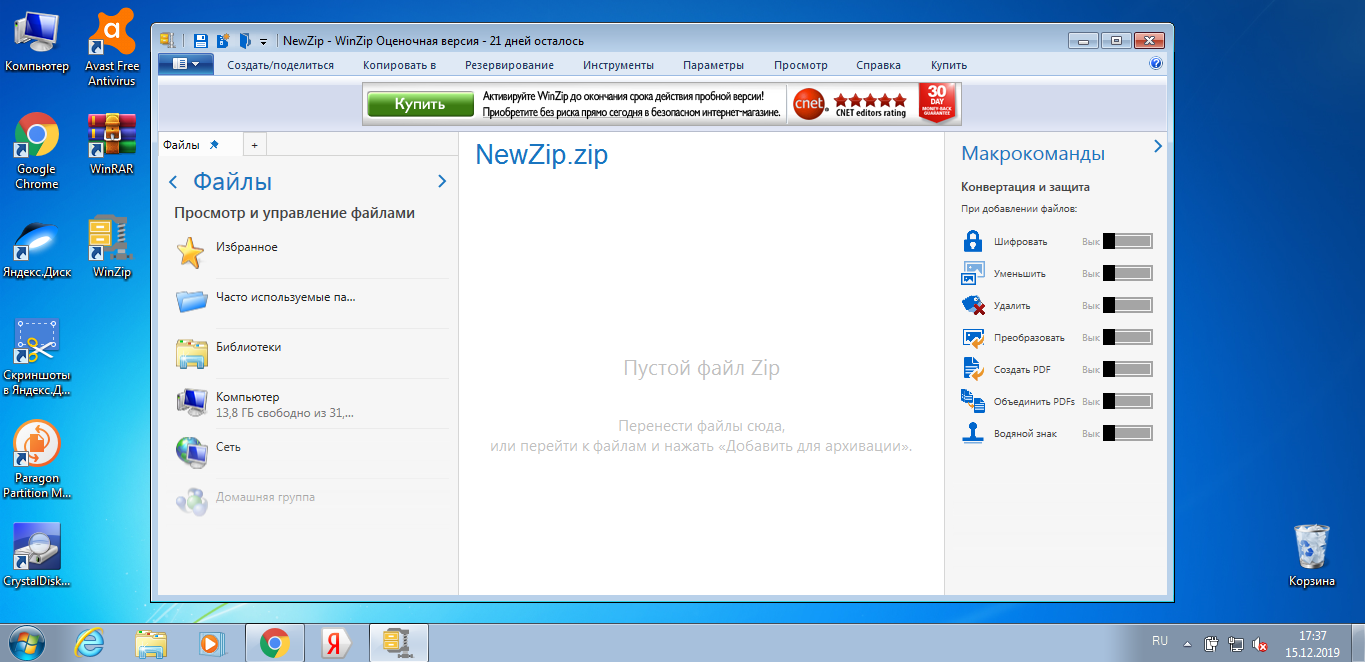 Компьютер
Avast Free
Antivirus
Google
Chrome
WinRAR
Яндекс.Диск
WinZip
Скриншоты
в Яндекс.Д...
Paragon
Partition M...
CrystalDisk...
NewZip - WinZip Оценочная версия - 21 дней осталось
Создать/поделиться Копировать в Резервирование Инструменты Параметры Просмотр Справка Купить
Купить
Активируйте WinZip до окончания срока действия пробной версии!
Приобретите без риска прямо сегодня в безопасном интернет-магазине.
cnet
CNET editors rating
30
DAY
MONEY-BACK
GUARANTEE
Файлы
+
Файлы
Просмотр и управление файлами
Избранное
Часто используемые па...
Библиотеки
Компьютер
13,8 ГБ свободно из 31,...
Сеть
Домашняя группа
NewZip.zip
Пустой файл Zip
Перенести файлы сюда,
или перейти к файлам и нажать «Добавить для архивации».
Макрокоманды
Конвертация и защита
При добавлении файлов:
Шифровать Вык
Уменьшить Вык
Удалить Вык
Преобразовать Вык
Создать PDF Вык
Объединить PDFs Вык
Водяной знак Вык
Корзина
RU
17:37
15.12.2019